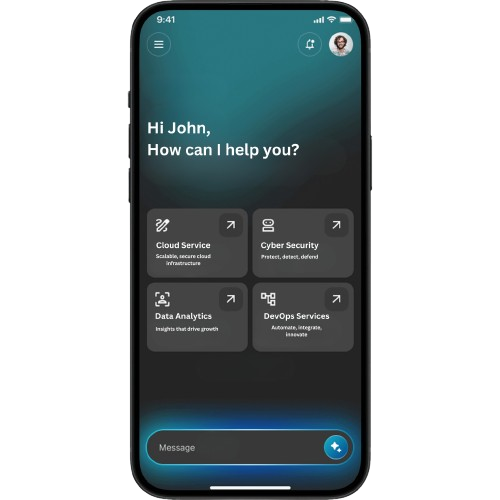 9:41
Hi John,
How can I help you?
Cloud Service
Scalable, secure cloud
infrastructure
Cyber Security
Protect, detect, defend
Data Analytics
Insights that drive growth
DevOps Services
Automate, integrate,
innovate
Message